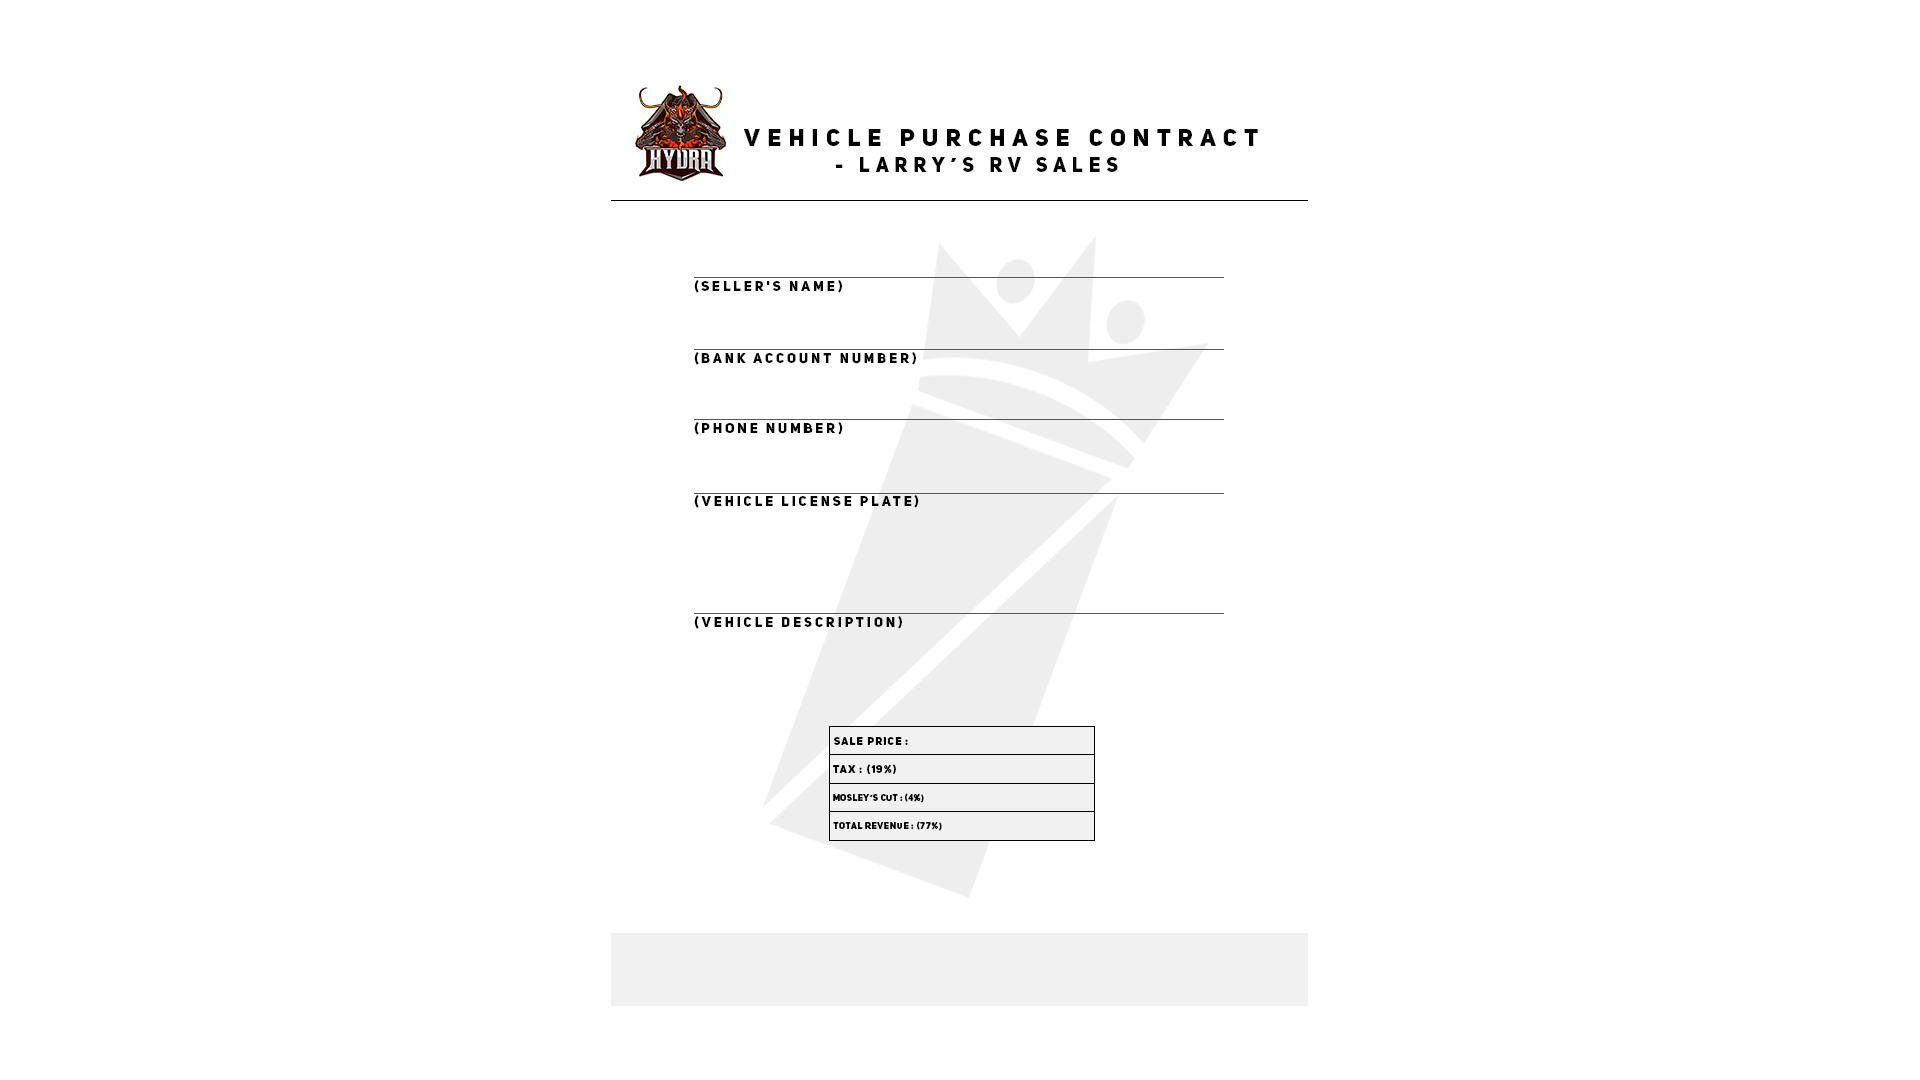 HYDRA
VEHICLE PURCHASE CONTRACT
- LARRY'S RV SALES
(SELLER'S NAME)
(BANK ACCOUNT NUMBER)
(PHONE NUMBER)
(VEHICLE LICENSE PLATE)
(VEHICLE DESCRIPTION)
SALE PRICE :
TAX : (19%)
MOSLEY'S CUT : (4%)
TOTAL REVENUE : (77%)